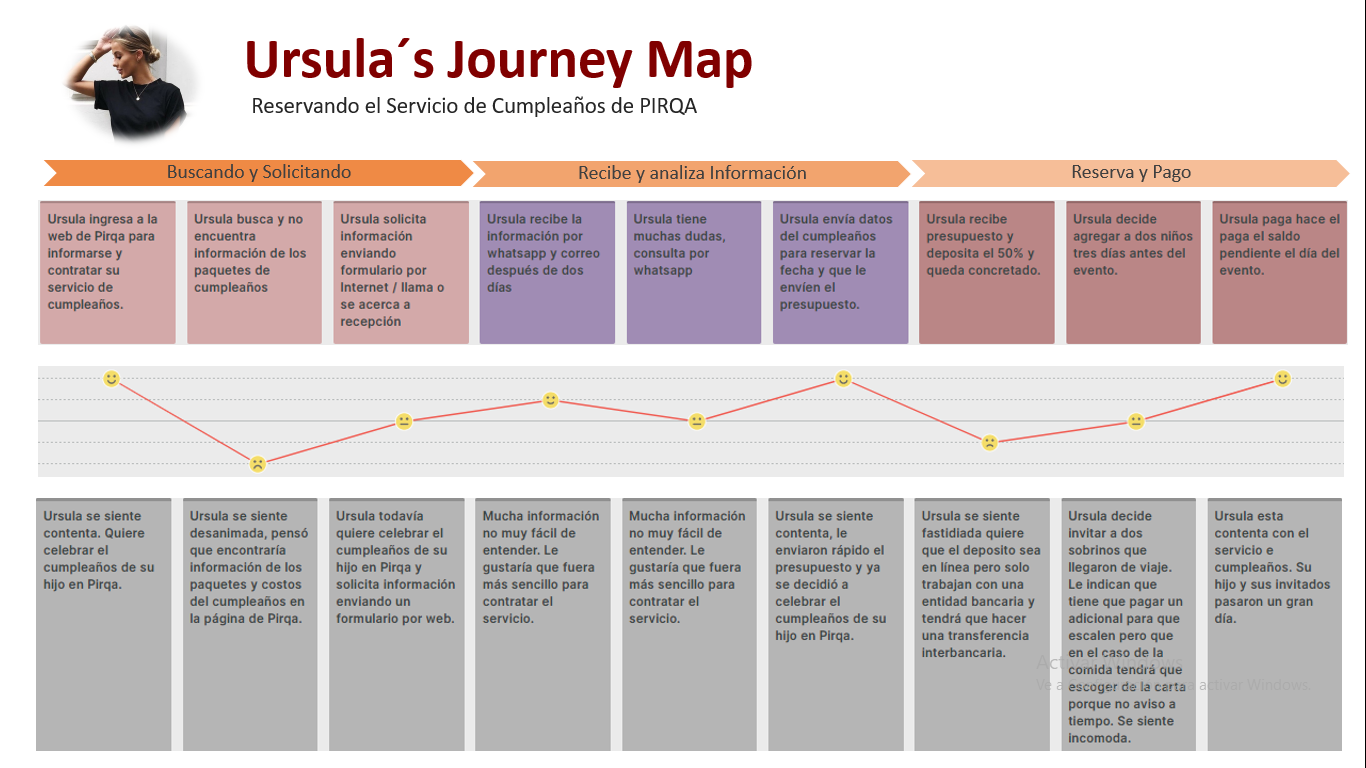 Ursula´s Journey Map
Reservando el Servicio de Cumpleaños de PIRQA
Buscando y Solicitando
Recibe y analiza Información
Reserva y Pago
Ursula ingresa a la
web de Pirqa para
informarse y
contratar su
servicio de
cumpleaños.
Ursula busca y no
encuentra
información de los
paquetes de
cumpleaños
Ursula solicita
información
enviando
formulario por
Internet / llama o
se acerca a
recepción
Ursula recibe la
información por
whatsapp y correo
después de dos
días
Ursula tiene
muchas dudas,
consulta por
whatsapp
Ursula envía datos
del cumpleaños
para reservar la
fecha y que le
envíen el
presupuesto.
Ursula recibe
presupuesto y
deposita el 50% y
queda concretado.
Ursula decide
agregar a dos niños
tres días antes del
evento.
Ursula paga hace el
paga el saldo
pendiente el día del
evento.
Ursula se siente
contenta. Quiere
celebrar el
cumpleaños de su
hijo en Pirqa.
Ursula se siente
desanimada, pensó
que encontraría
información de los
paquetes y costos
del cumpleaños en
la página de Pirqa.
Ursula todavía
quiere celebrar el
cumpleaños de su
hijo en Pirqa y
solicita información
enviando un
formulario por web.
Mucha información
no muy fácil de
entender. Le
gustaría que fuera
más sencillo para
contratar el
servicio.
Mucha información
no muy fácil de
entender. Le
gustaría que fuera
más sencillo para
contratar el
servicio.
Ursula se siente
contenta, le
enviaron rápido el
presupuesto y ya
se decidió a
celebrar el
cumpleaños de su
hijo en Pirqa.
Ursula se siente
fastidiada quiere
que el deposito sea
en línea pero solo
trabajan con una
entidad bancaria y
tendrá que hacer
una transferencia
interbancaria.
Ursula decide
invitar a dos
sobrinos que
llegaron de viaje.
Le indican que
tiene que pagar un
adicional para que
escalen pero que
en el caso de la
comida tendrá que
escoger de la carta
porque no aviso a
tiempo. Se siente
incomoda.
Ursula esta
contenta con el
servicio e
cumpleaños. Su
hijo y sus invitados
pasaron un gran
día.
Activar Windows
Ve a activar Windows.